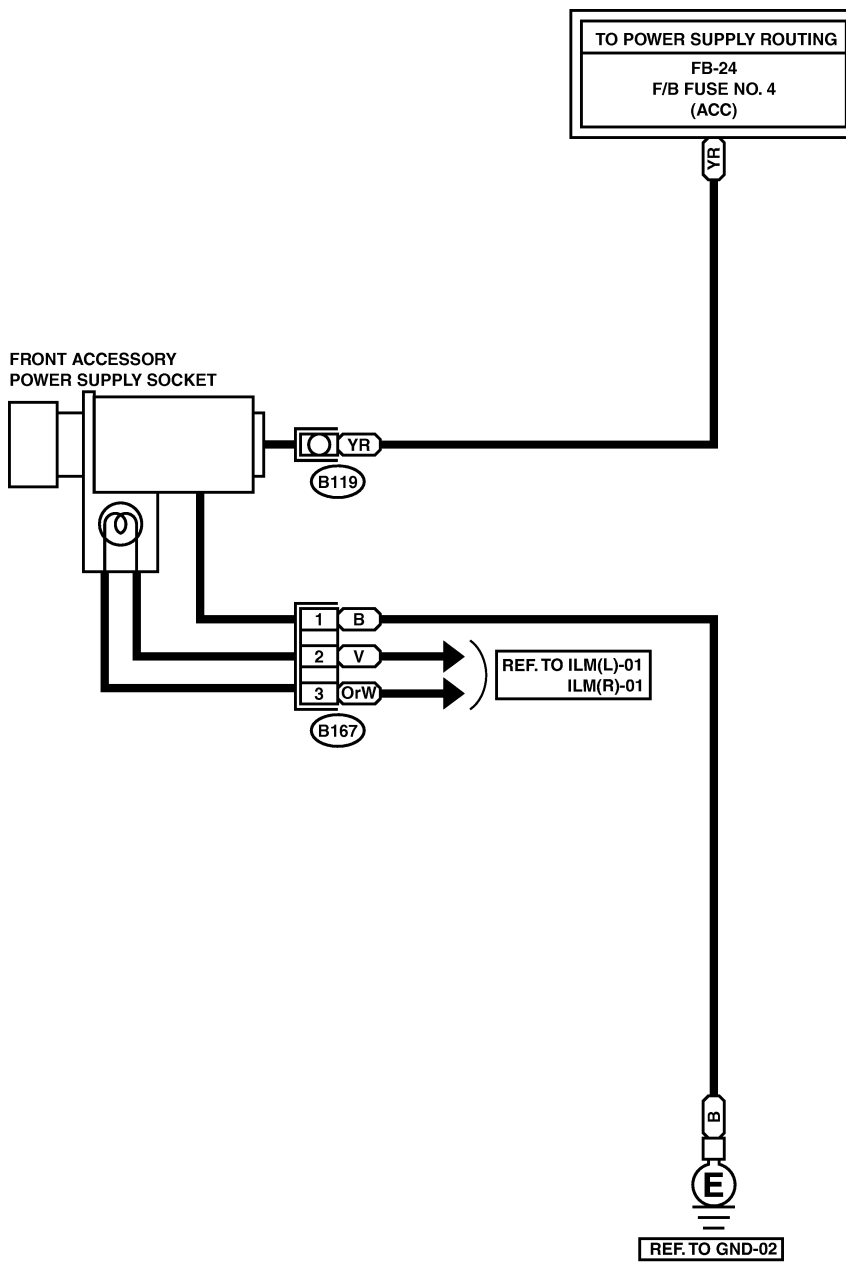 TO POWER SUPPLY ROUTING
FB-24
F/B FUSE NO. 4
(ACC)
YR
FRONT ACCESSORY
POWER SUPPLY SOCKET
YR
B119
1 B
2 V
3 OrW
REF. TO ILM(L)-01
ILM(R)-01
B167
B
E
REF. TO GND-02